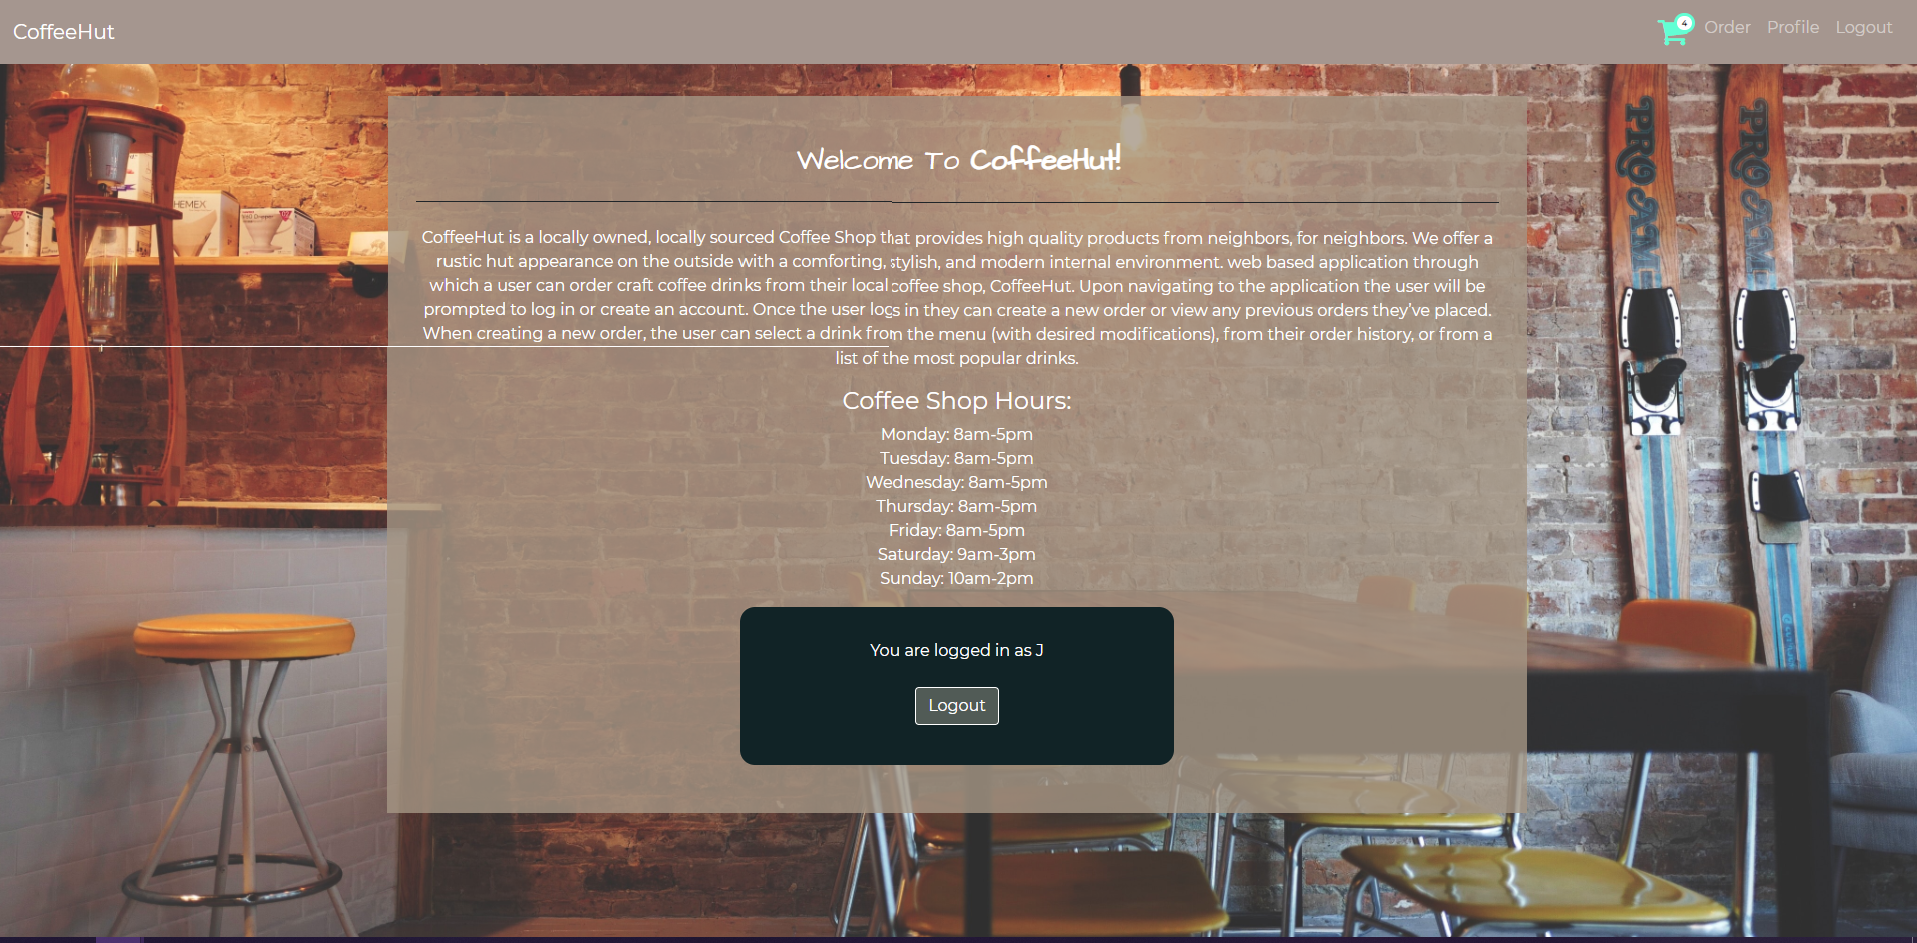 CoffeeHut
4
Order Profile Logout
Welcome To CoffeeHut!
CoffeeHut is a locally owned, locally sourced Coffee Shop that provides high quality products from neighbors, for neighbors. We offer a
rustic hut appearance on the outside with a comforting, stylish, and modern internal environment. web based application through
which a user can order craft coffee drinks from their local coffee shop, CoffeeHut. Upon navigating to the application the user will be
prompted to log in or create an account. Once the user logs in they can create a new order or view any previous orders they’ve placed.
When creating a new order, the user can select a drink from the menu (with desired modifications), from their order history, or from a
list of the most popular drinks.
Coffee Shop Hours:
Monday: 8am-5pm
Tuesday: 8am-5pm
Wednesday: 8am-5pm
Thursday: 8am-5pm
Friday: 8am-5pm
Saturday: 9am-3pm
Sunday: 10am-2pm
You are logged in as J
Logout
HEMEX
PRO-AM
PRO-AM